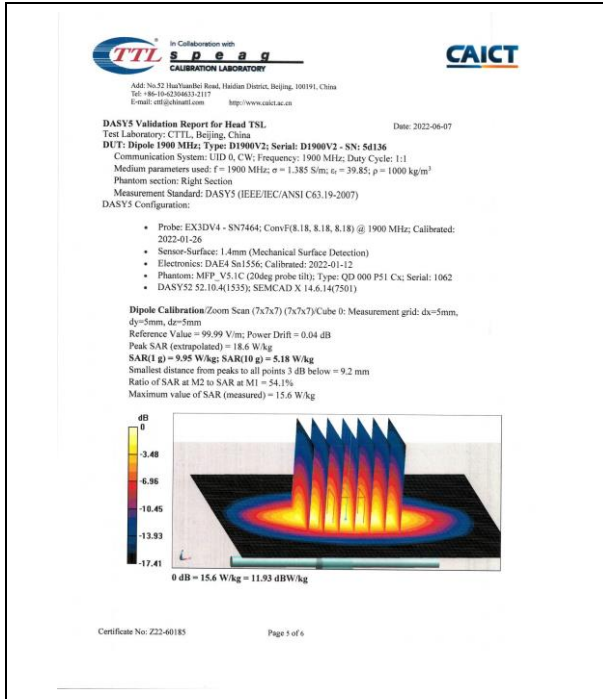 TTL
In Collaboration with
s p e a g
CALIBRATION LABORATORY
CAICT
Add: No.52 HuaYuanBei Road, Haidian District, Beijing, 100191, China
Tel: +86-10-62304633-2117
E-mail: cttl@chinattl.com http://www.caict.ac.cn
DASY5 Validation Report for Head TSL Date: 2022-06-07
Test Laboratory: CTTL, Beijing, China
DUT: Dipole 1900 MHz; Type: D1900V2; Serial: D1900V2 - SN: 5d136
Communication System: UID 0, CW; Frequency: 1900 MHz; Duty Cycle: 1:1
Medium parameters used: f = 1900 MHz; σ = 1.385 S/m; εr = 39.85; ρ = 1000 kg/m³
Phantom section: Right Section
Measurement Standard: DASY5 (IEEE/IEC/ANSI C63.19-2007)
DASY5 Configuration:
• Probe: EX3DV4 - SN7464; ConvF(8.18, 8.18, 8.18) @ 1900 MHz; Calibrated:
2022-01-26
• Sensor-Surface: 1.4mm (Mechanical Surface Detection)
• Electronics: DAE4 Sn1556; Calibrated: 2022-01-12
• Phantom: MFP_V5.1C (20deg probe tilt); Type: QD 000 P51 Cx; Serial: 1062
• DASY52 52.10.4(1535); SEMCAD X 14.6.14(7501)
Dipole Calibration/Zoom Scan (7x7x7) (7x7x7)/Cube 0: Measurement grid: dx=5mm,
dy=5mm, dz=5mm
Reference Value = 99.99 V/m; Power Drift = 0.04 dB
Peak SAR (extrapolated) = 18.6 W/kg
SAR(1 g) = 9.95 W/kg; SAR(10 g) = 5.18 W/kg
Smallest distance from peaks to all points 3 dB below = 9.2 mm
Ratio of SAR at M2 to SAR at M1 = 54.1%
Maximum value of SAR (measured) = 15.6 W/kg
dB
0
-3.48
-6.96
-10.45
-13.93
-17.41
0 dB = 15.6 W/kg = 11.93 dBW/kg
Certificate No: Z22-60185 Page 5 of 6